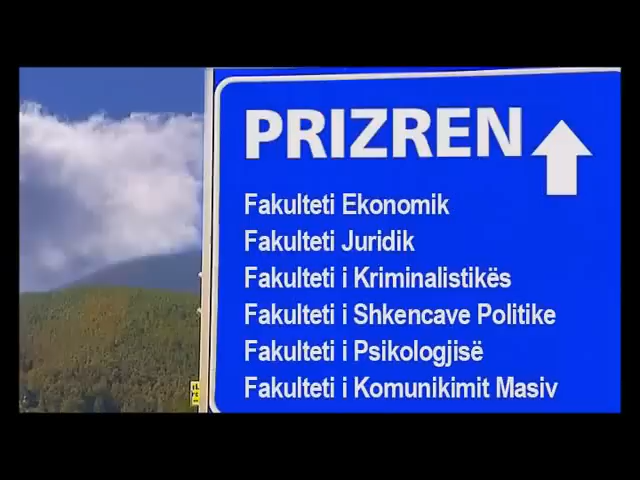 PRIZREN
Fakulteti Ekonomik
Fakulteti Juridik
Fakulteti i Kriminalistikës
Fakulteti i Shkencave Politike
Fakulteti i Psikologjisë
Fakulteti i Komunikimit Masiv